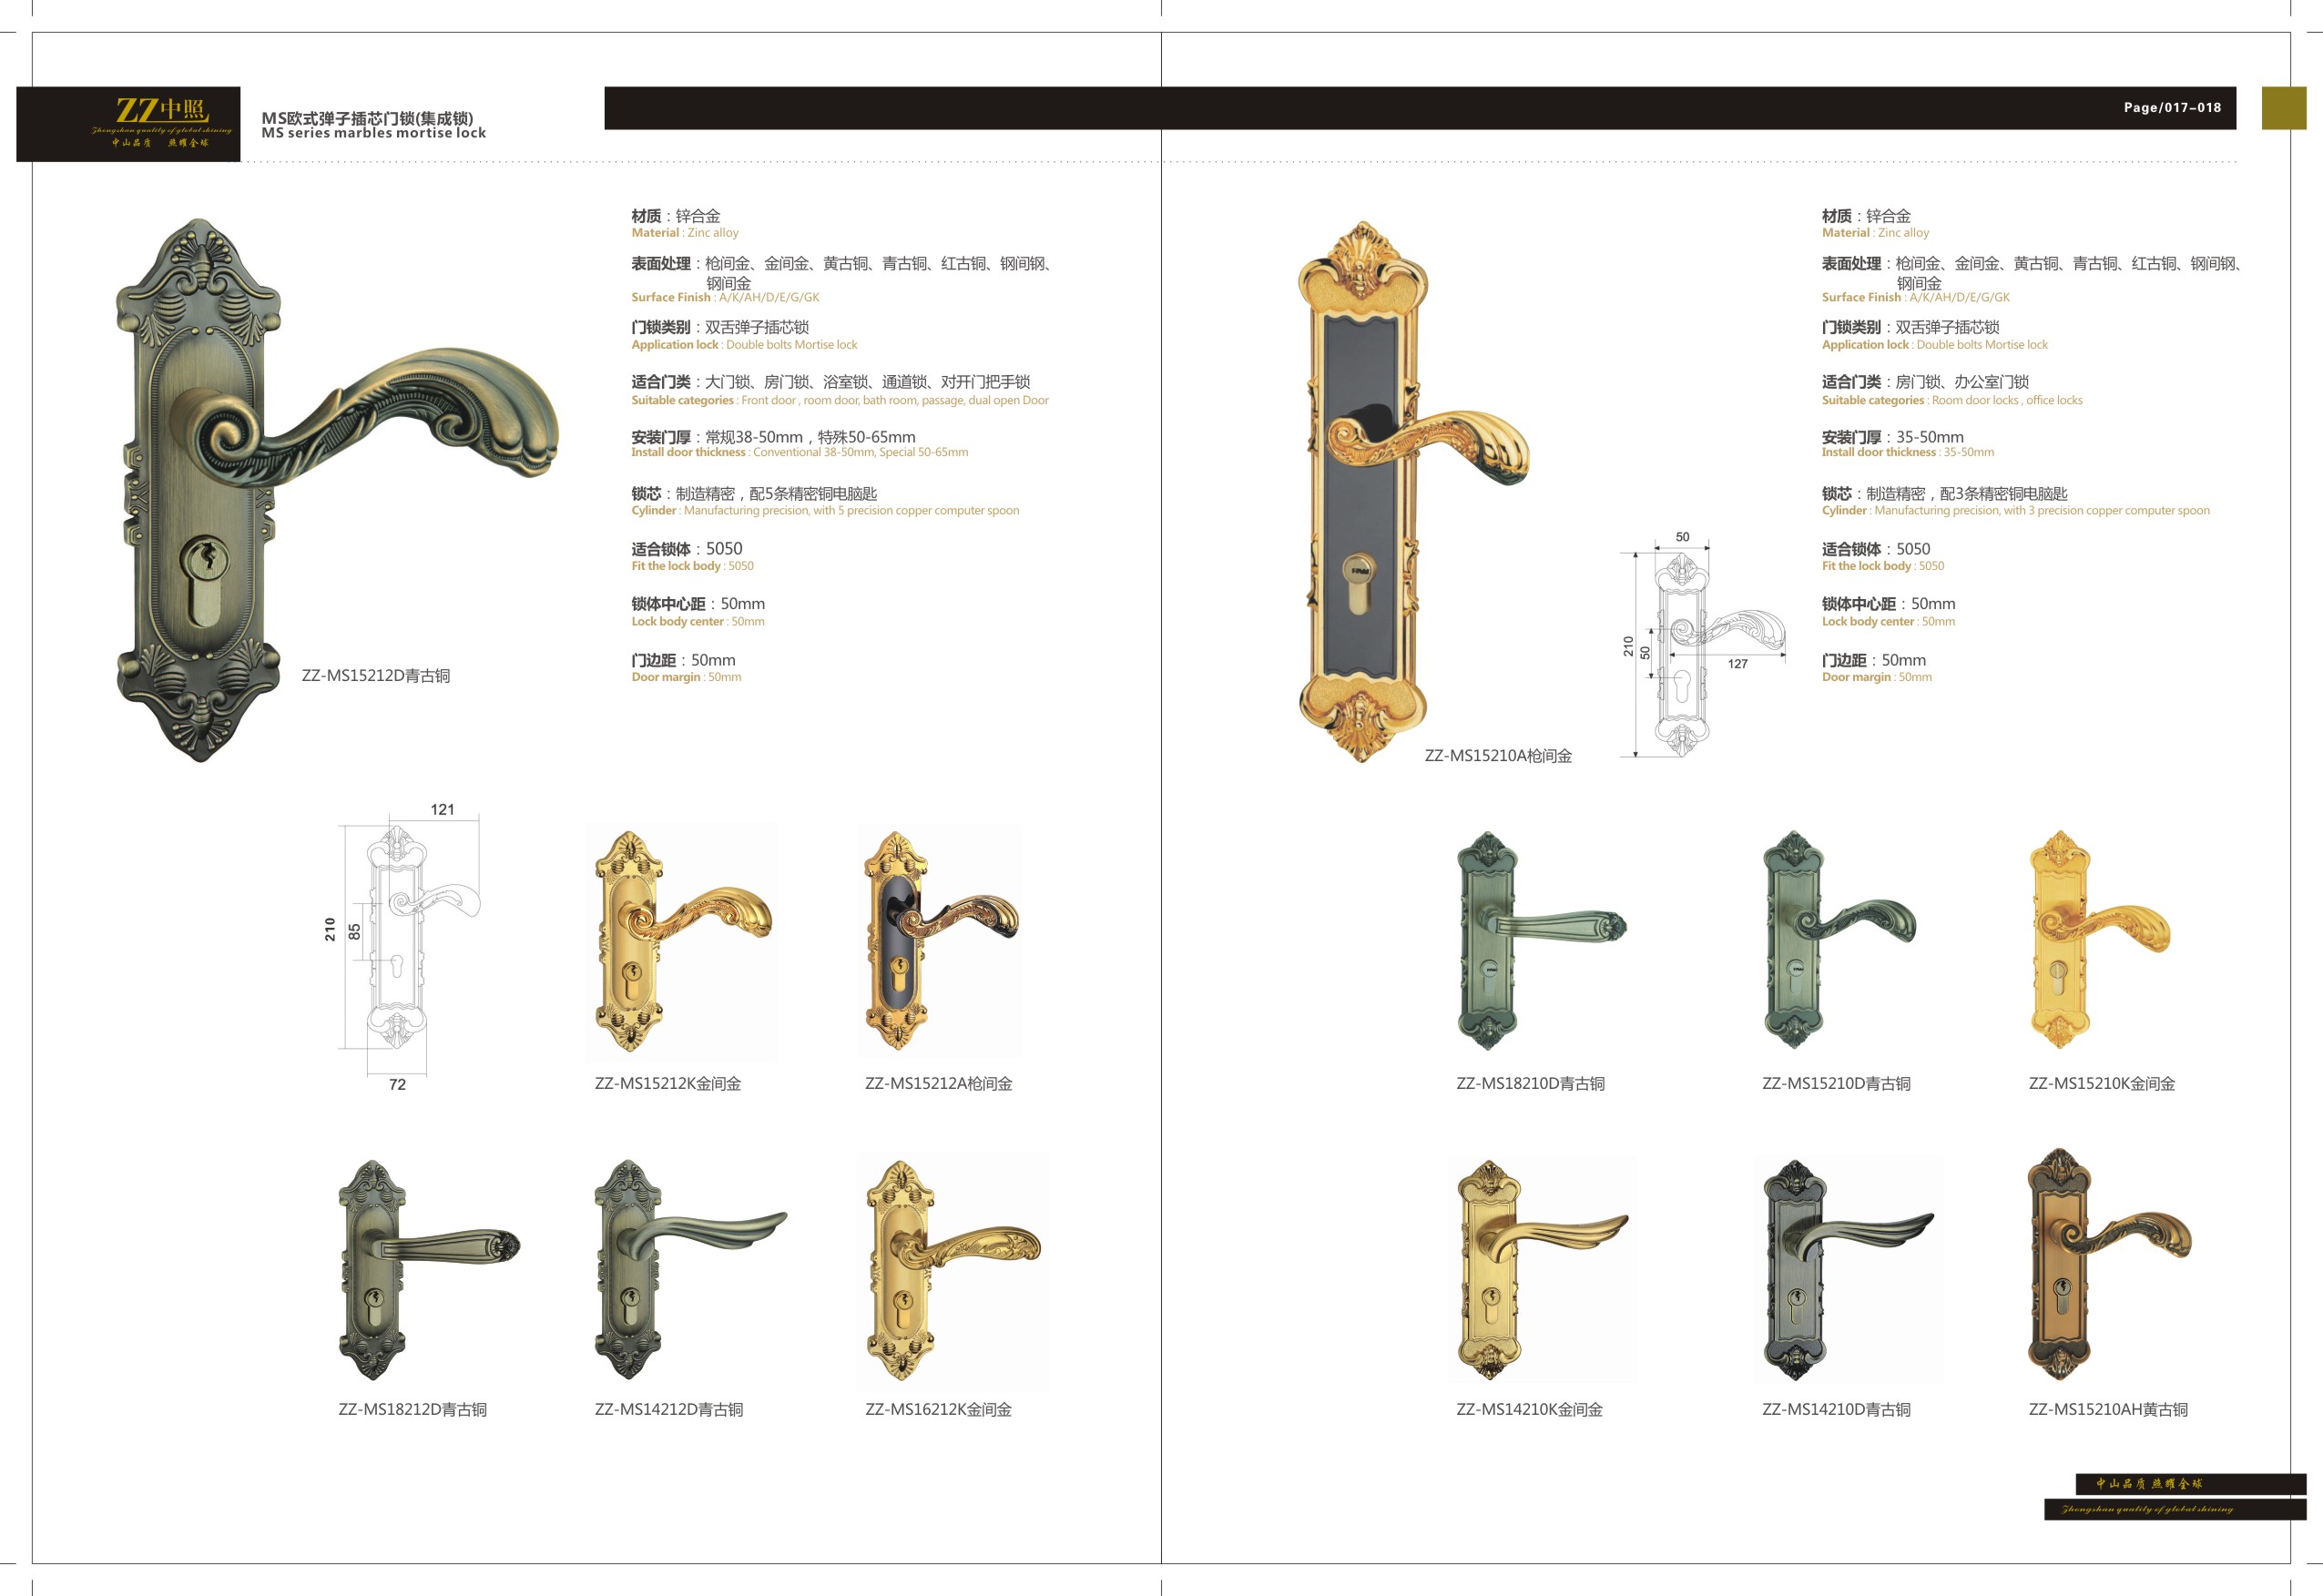 ZZ中照
Zhongshan quality of global shining
中山品质 照耀全球
MS欧式弹子插芯门锁(集成锁)
MS series marbles mortise lock
Page/017-018
材质：锌合金
Material : Zinc alloy
表面处理：枪间金、金间金、黄古铜、青古铜、红古铜、钢间钢、
钢间金
Surface Finish : A/K/AH/D/E/G/GK
门锁类别：双舌弹子插芯锁
Application lock : Double bolts Mortise lock
适合门类：大门锁、房门锁、浴室锁、通道锁、对开门把手锁
Suitable categories : Front door , room door, bath room, passage, dual open Door
安装门厚：常规38-50mm，特殊50-65mm
Install door thickness : Conventional 38-50mm, Special 50-65mm
锁芯：制造精密，配5条精密铜电脑匙
Cylinder : Manufacturing precision, with 5 precision copper computer spoon
适合锁体：5050
Fit the lock body : 5050
锁体中心距：50mm
Lock body center : 50mm
门边距：50mm
Door margin : 50mm
ZZ-MS15212D青古铜
121
210
85
72
ZZ-MS15212K金间金
ZZ-MS15212A枪间金
ZZ-MS18212D青古铜
ZZ-MS14212D青古铜
ZZ-MS16212K金间金
材质：锌合金
Material : Zinc alloy
表面处理：枪间金、金间金、黄古铜、青古铜、红古铜、钢间钢、
钢间金
Surface Finish : A/K/AH/D/E/G/GK
门锁类别：双舌弹子插芯锁
Application lock : Double bolts Mortise lock
适合门类：房门锁、办公室门锁
Suitable categories : Room door locks , office locks
安装门厚：35-50mm
Install door thickness : 35-50mm
锁芯：制造精密，配3条精密铜电脑匙
Cylinder : Manufacturing precision, with 3 precision copper computer spoon
适合锁体：5050
Fit the lock body : 5050
锁体中心距：50mm
Lock body center : 50mm
门边距：50mm
Door margin : 50mm
50
210
50
127
ZZ-MS15210A枪间金
ZZ-MS18210D青古铜
ZZ-MS15210D青古铜
ZZ-MS15210K金间金
ZZ-MS14210K金间金
ZZ-MS14210D青古铜
ZZ-MS15210AH黄古铜
中山品质 照耀全球
Zhongshan quality of global shining